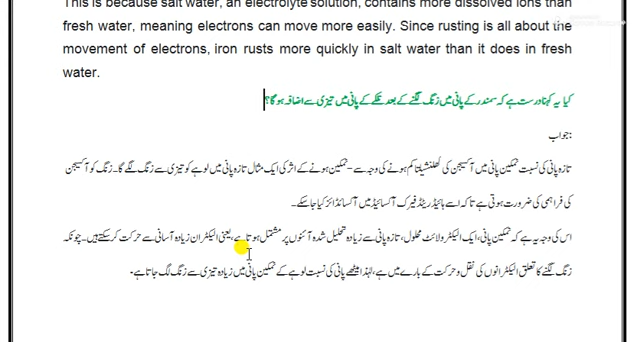 This is because salt water, an electrolyte solution, contains more dissolved ions than
fresh water, meaning electrons can move more easily. Since rusting is all about the
movement of electrons, iron rusts more quickly in salt water than it does in fresh
water.
کیا یہ کہنا درست ہے کہ سمندر کے پانی میں زنگ لگنے کے بعد نلکے کے پانی میں تیزی سے اضافہ ہوگا؟
جواب:
تازہ پانی کی نسبت نمکین پانی میں آکسیجن کی گھلنشیلتا کم ہونے کی وجہ سے - نمکین ہونے کے اثر کی ایک مثال تازہ پانی میں لوہے کو تیزی سے زنگ لگے گا۔ زنگ کو آکسیجن
کی فراہمی کی ضرورت ہوتی ہے تاکہ اسے ہائیڈریٹڈ فیرک آکسائیڈ میں آکسائڈائز کیا جاسکے۔
اس کی وجہ یہ ہے کہ نمکین پانی، ایک الیکٹرولائٹ محلول، تازہ پانی سے زیادہ تحلیل شدہ آئنوں پر مشتمل ہوتا ہے، یعنی الیکٹران زیادہ آسانی سے حرکت کرسکتے ہیں۔ چونکہ
زنگ لگنے کا تعلق الیکٹرانوں کی نقل و حرکت کے بارے میں ہے، لہذا میٹھے پانی کی نسبت لوہے کے نمکین پانی میں زیادہ تیزی سے زنگ لگ جاتا ہے۔